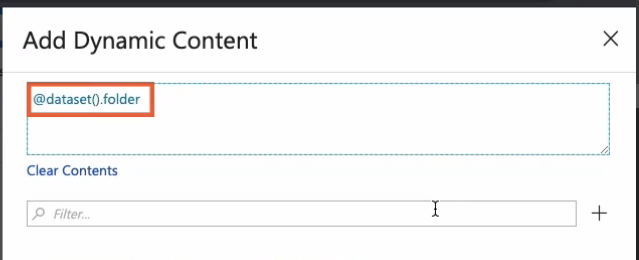 Add Dynamic Content
@dataset().folder
Clear Contents
Filter...